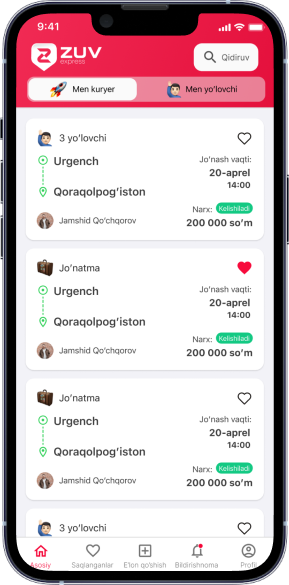 9:41
ZUV
express
Qidiruv
Men kuryer
Men yo'lovchi
3 yo'lovchi
Urgench
Qoraqolpog'iston
Jamshid Qo'chqorov
Jo'nash vaqti:
20-aprel
14:00
Narx: Kelishiladi
200 000 so'm
Jo'natma
Urgench
Qoraqolpog'iston
Jamshid Qo'chqorov
Jo'nash vaqti:
20-aprel
14:00
Narx: Kelishiladi
200 000 so'm
Jo'natma
Urgench
Qoraqolpog'iston
Jamshid Qo'chqorov
Jo'nash vaqti:
20-aprel
14:00
Narx: Kelishiladi
200 000 so'm
3 yo'lovchi
Asosiy
Saqlanganlar
E'lon qo'shish
Bildirishnoma
Profil